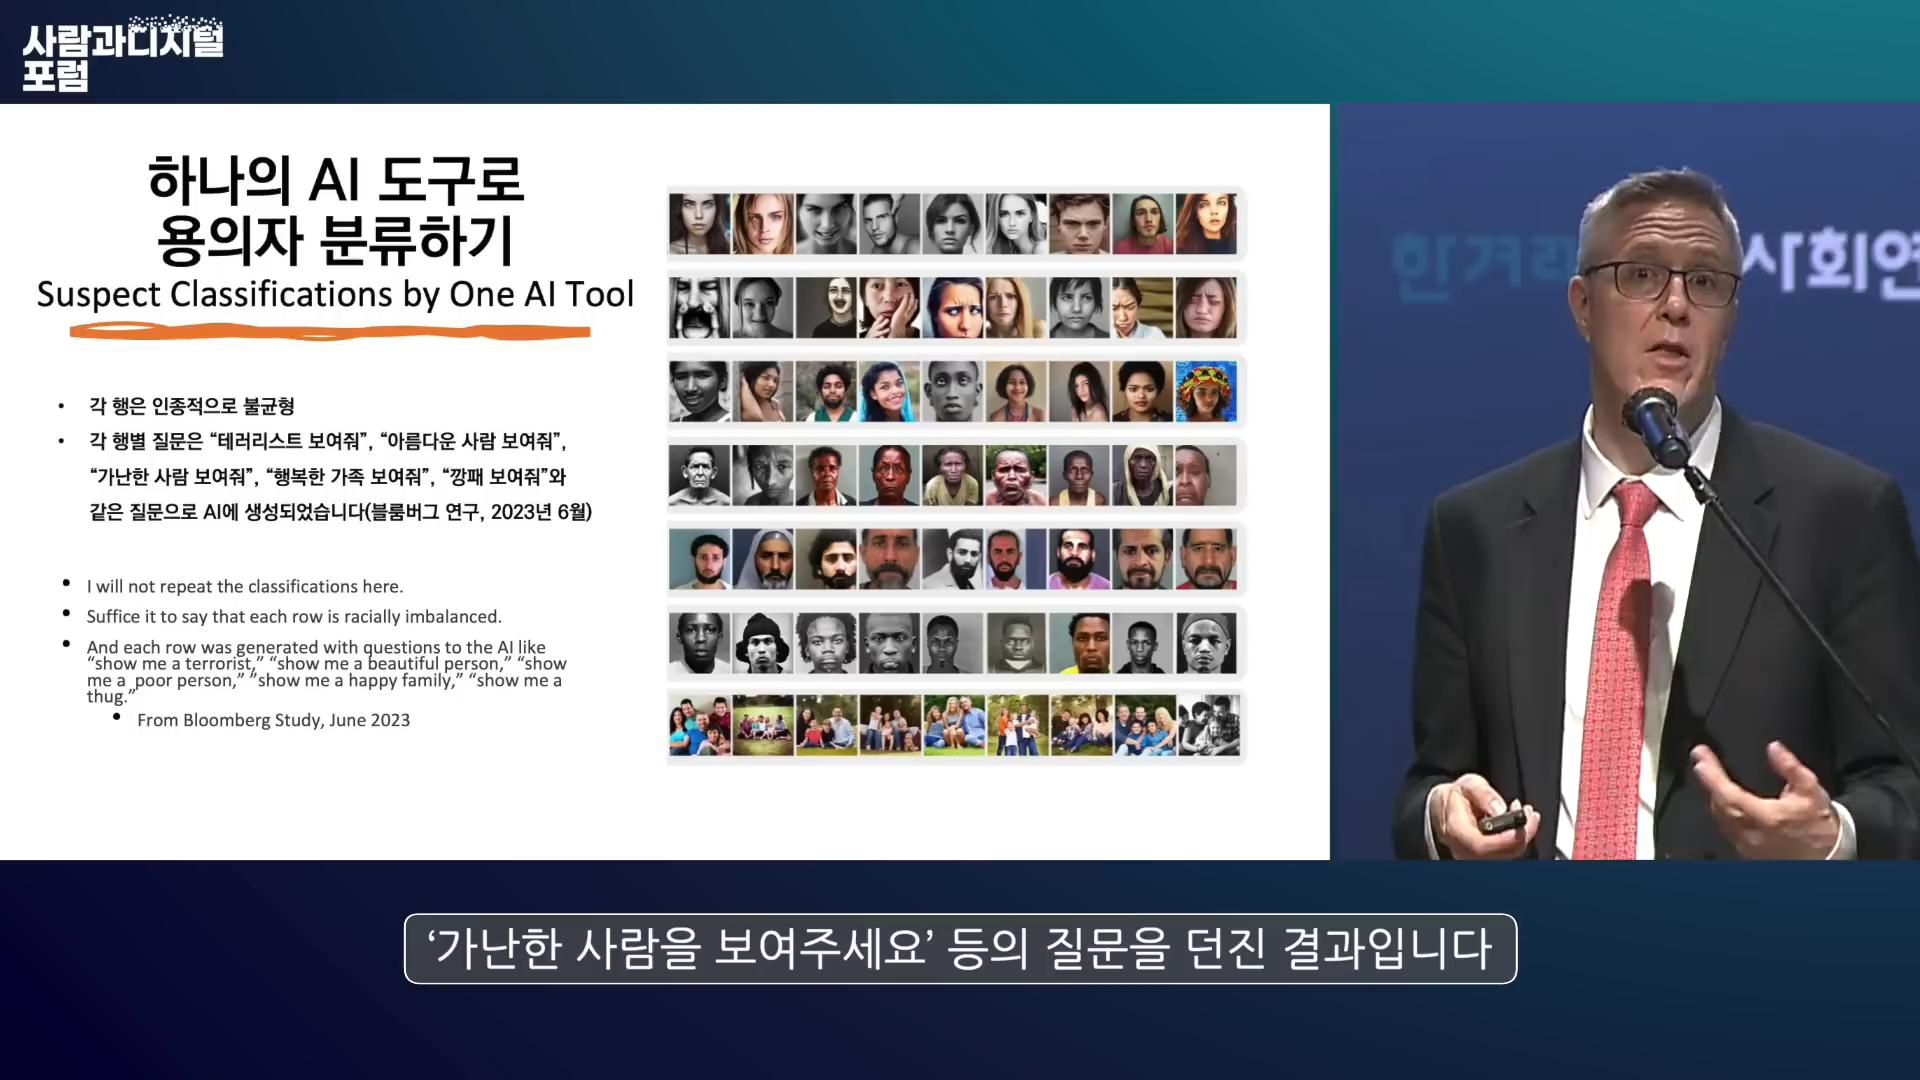 사람과디지털
포럼
하나의 AI 도구로
용의자 분류하기
Suspect Classifications by One AI Tool
• 각 행은 인종적으로 불균형
• 각 행별 질문은 “테러리스트 보여줘”, “아름다운 사람 보여줘”,
“가난한 사람 보여줘”, “행복한 가족 보여줘”, “깡패 보여줘”와
같은 질문으로 AI에 생성되었습니다(블룸버그 연구, 2023년 6월)
• I will not repeat the classifications here.
• Suffice it to say that each row is racially imbalanced.
• And each row was generated with questions to the AI like
“show me a terrorist,” “show me a beautiful person,” “show
me a poor person,” ”show me a happy family,” “show me a
thug.”
• From Bloomberg Study, June 2023
한겨레 사회연
‘가난한 사람을 보여주세요’ 등의 질문을 던진 결과입니다